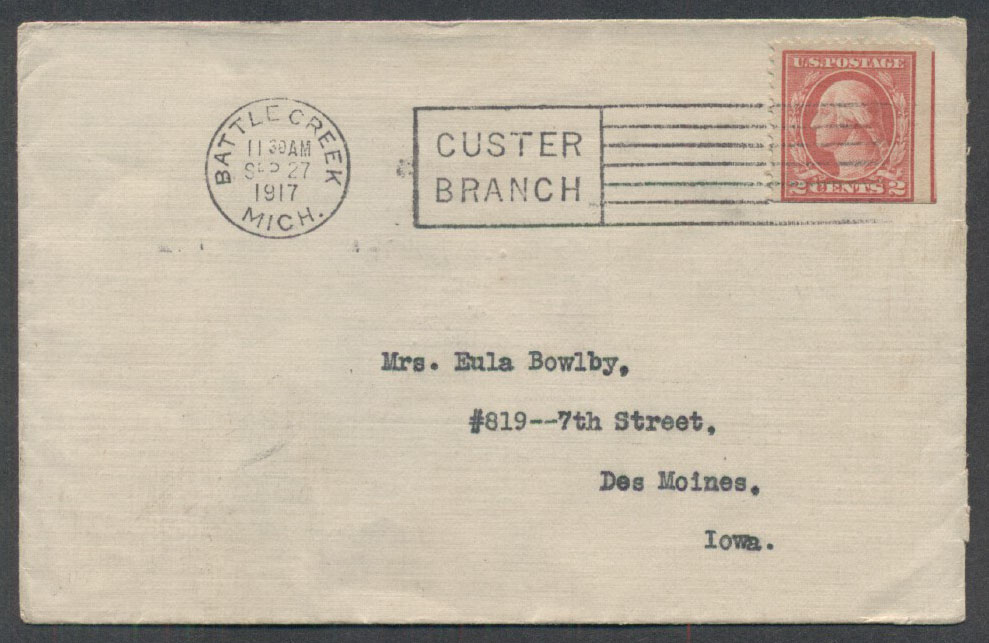 BATTLE CREEK
11 30AM
SEP 27
1917
MICH.
CUSTER
BRANCH
U.S. POSTAGE
2 CENTS 2
Mrs. Eula Bowlby,
#819--7th Street,
Des Moines,
Iowa.